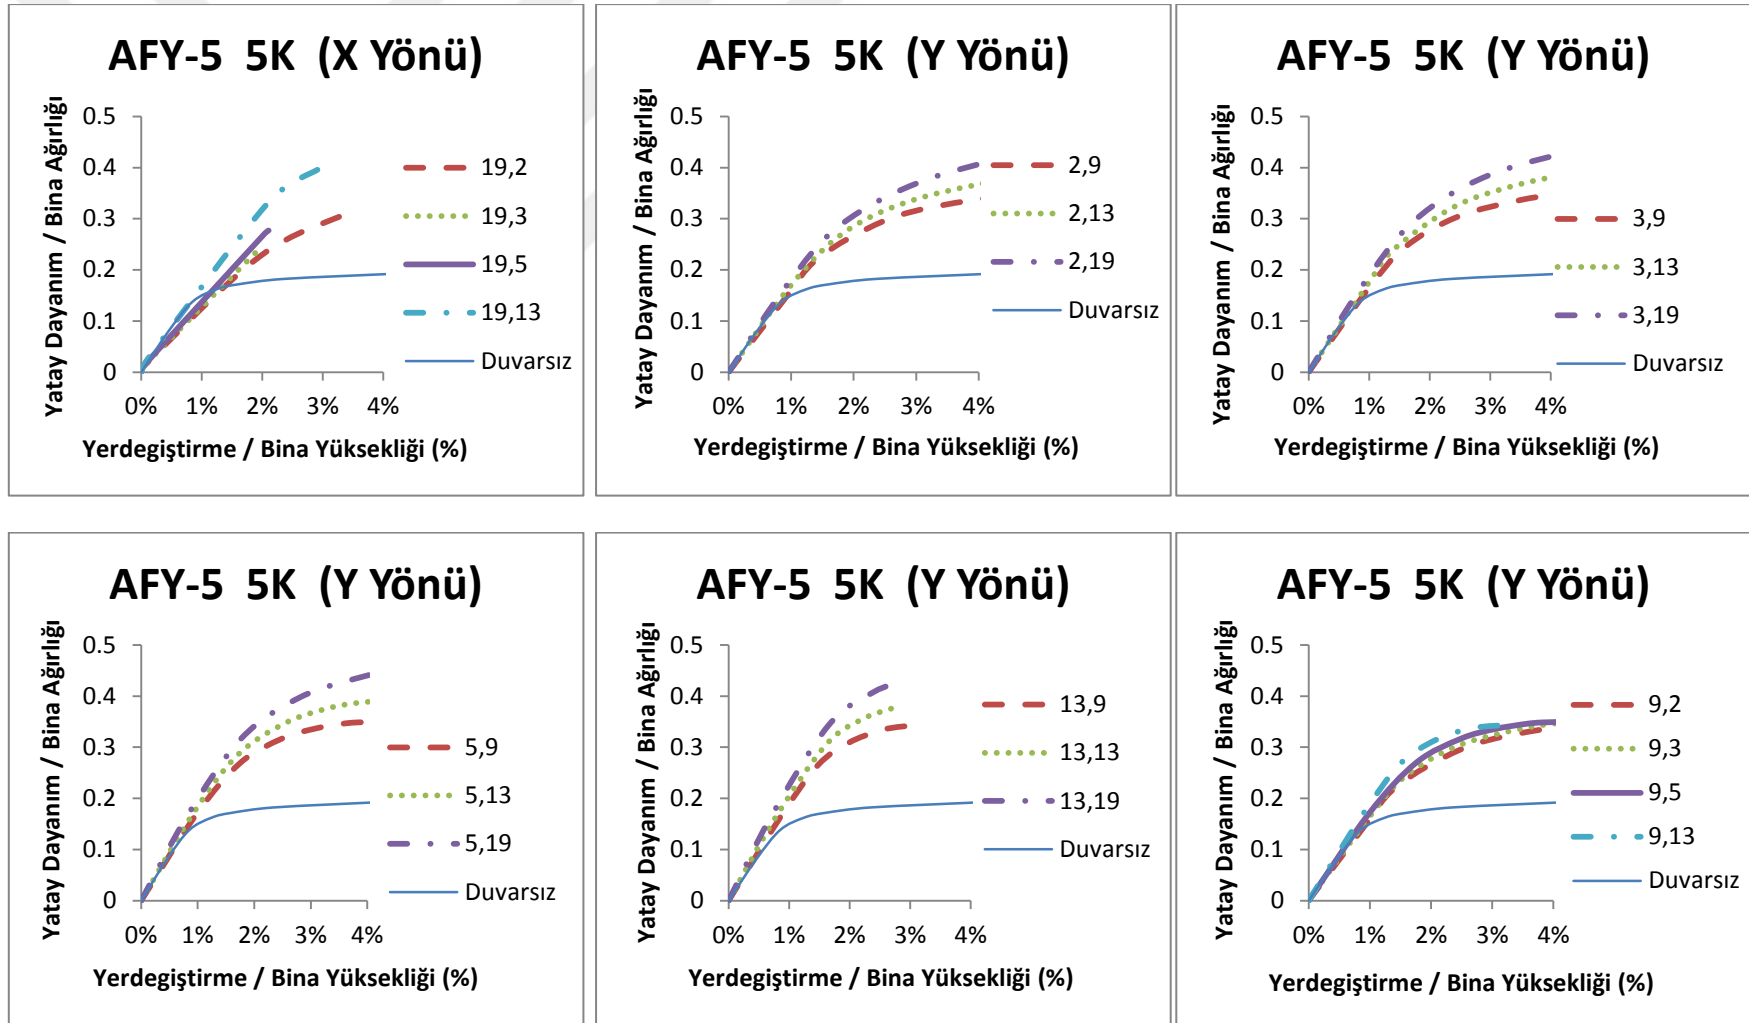 AFY-5 5K (X Yönü)
Yatay Dayanım / Bina Ağırlığı
0.5
0.4
0.3
0.2
0.1
0
0% 1% 2% 3% 4%
Yerdegiştirme / Bina Yüksekliği (%)
19,2
19,3
19,5
19,13
Duvarsız
AFY-5 5K (Y Yönü)
Yatay Dayanım / Bina Ağırlığı
0.5
0.4
0.3
0.2
0.1
0
0% 1% 2% 3% 4%
Yerdegiştirme / Bina Yüksekliği (%)
2,9
2,13
2,19
Duvarsız
AFY-5 5K (Y Yönü)
Yatay Dayanım / Bina Ağırlığı
0.5
0.4
0.3
0.2
0.1
0
0% 1% 2% 3% 4%
Yerdegiştirme / Bina Yüksekliği (%)
3,9
3,13
3,19
Duvarsız
AFY-5 5K (Y Yönü)
Yatay Dayanım / Bina Ağırlığı
0.5
0.4
0.3
0.2
0.1
0
0% 1% 2% 3% 4%
Yerdegiştirme / Bina Yüksekliği (%)
5,9
5,13
5,19
Duvarsız
AFY-5 5K (Y Yönü)
Yatay Dayanım / Bina Ağırlığı
0.5
0.4
0.3
0.2
0.1
0
0% 1% 2% 3% 4%
Yerdegiştirme / Bina Yüksekliği (%)
13,9
13,13
13,19
Duvarsız
AFY-5 5K (Y Yönü)
Yatay Dayanım / Bina Ağırlığı
0.5
0.4
0.3
0.2
0.1
0
0% 1% 2% 3% 4%
Yerdegiştirme / Bina Yüksekliği (%)
9,2
9,3
9,5
9,13
Duvarsız